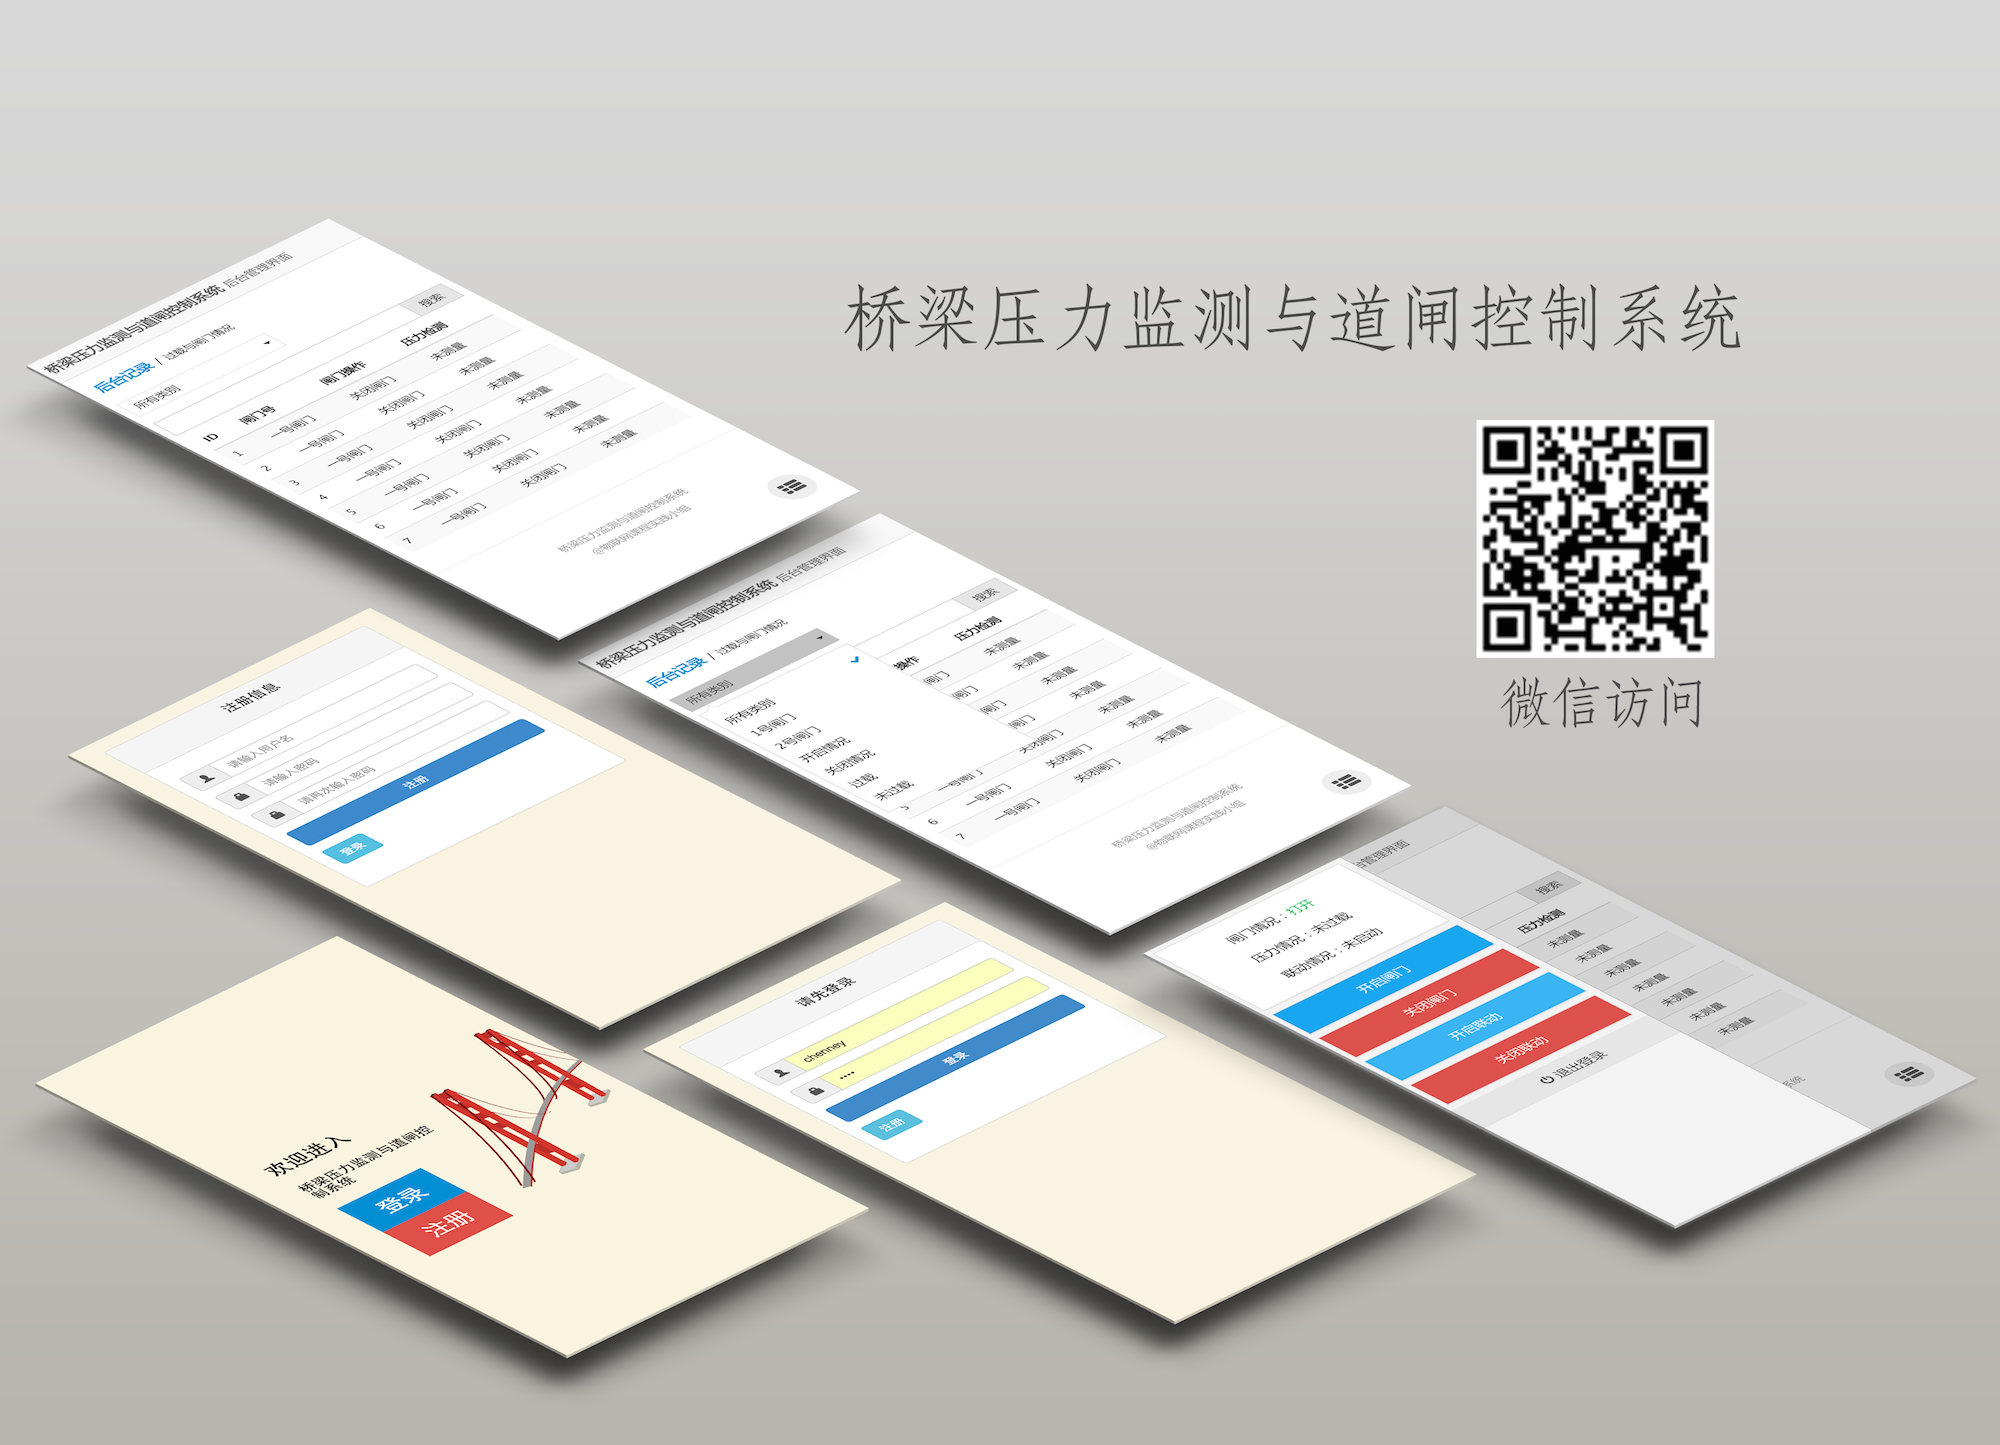 桥梁压力监测与道闸控制系统
微信访问
桥梁压力监测与道闸控制系统 后台管理界面
后台记录 / 过载与闸门情况
所有类别
搜索
ID 闸门号 闸门操作 压力检测
1 一号闸门 关闭闸门 未测量
2 一号闸门 关闭闸门 未测量
3 一号闸门 关闭闸门 未测量
4 一号闸门 关闭闸门 未测量
5 一号闸门 关闭闸门 未测量
6 一号闸门 关闭闸门 未测量
7 一号闸门 关闭闸门 未测量
桥梁压力监测与道闸控制系统
@物联网课程实践小组
桥梁压力监测与道闸控制系统 后台管理界面
后台记录 / 过载与闸门情况
所有类别
搜索
所有类别
1号闸门
2号闸门
开启情况
关闭情况
过载
未过载
操作 压力检测
闸门 未测量
闸门 未测量
闸门 未测量
闸门 未测量
5 一号闸门 关闭闸门 未测量
6 一号闸门 关闭闸门 未测量
7 一号闸门 关闭闸门 未测量
桥梁压力监测与道闸控制系统
@物联网课程实践小组
注册信息
请输入用户名
请输入密码
请再次输入密码
注册
登录
台管理界面
搜索
压力检测
未测量
未测量
未测量
未测量
未测量
未测量
未测量
系统
闸门情况：打开
压力情况：未过载
联动情况：未启动
开启闸门
关闭闸门
开启联动
关闭联动
退出登录
请先登录
chenney
••••
登录
注册
欢迎进入
桥梁压力监测与道闸控
制系统
登录
注册